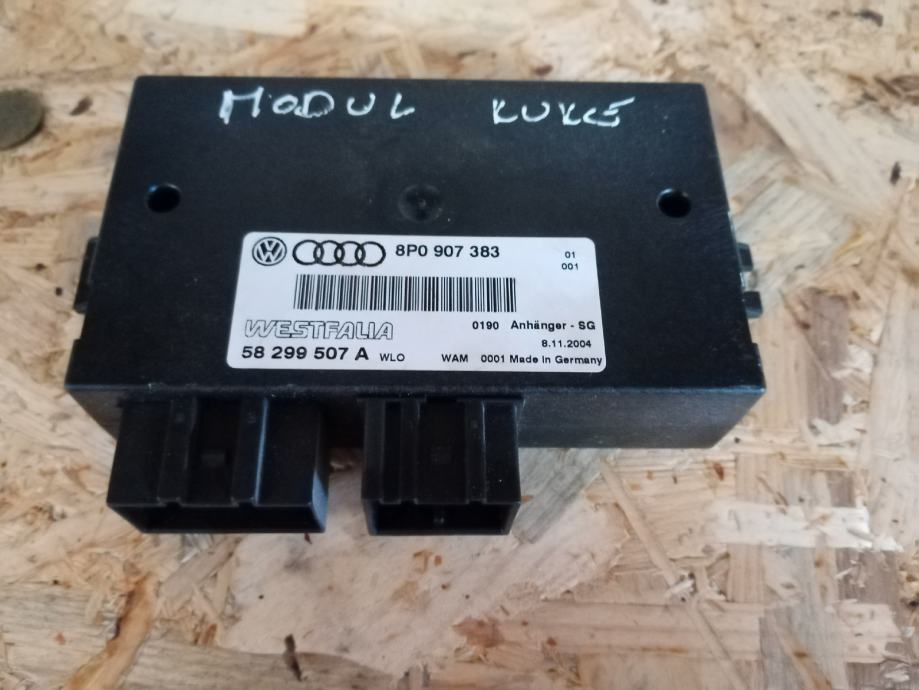 MODUL KUKE
8P0 907 383 01
001
WESTFALIA 0190 Anhänger - SG
8.11.2004
58 299 507 A WLO WAM 0001 Made in Germany